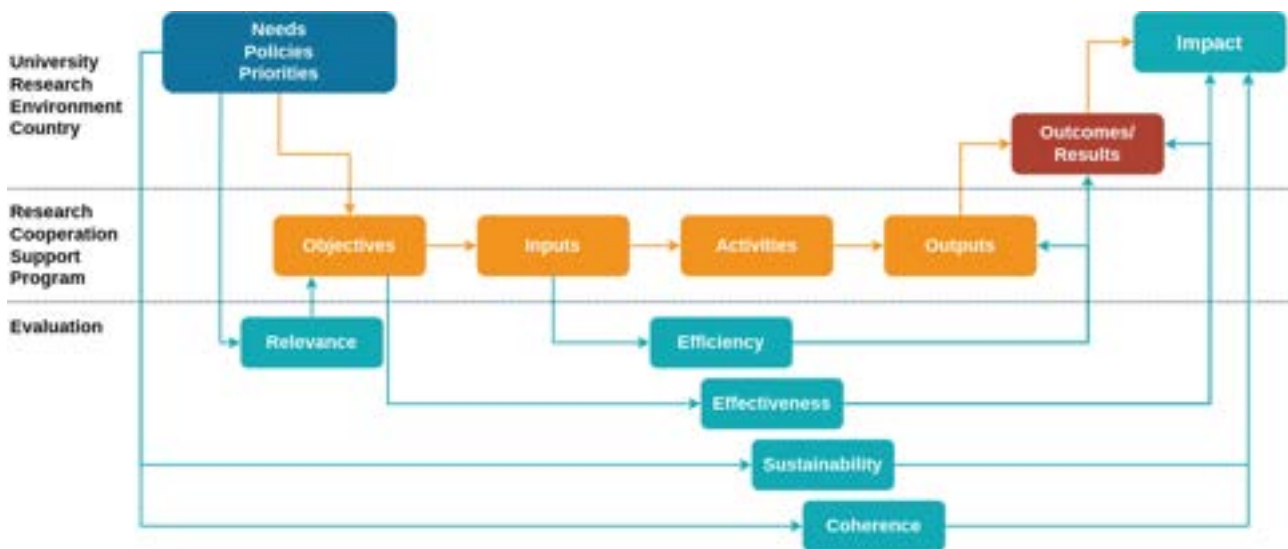 University
Research
Environment
Country
Needs
Policies
Priorities
Impact
Outcomes/
Results
Research
Cooperation
Support
Program
Objectives
Inputs
Activities
Outputs
Evaluation
Relevance
Efficiency
Effectiveness
Sustainability
Coherence